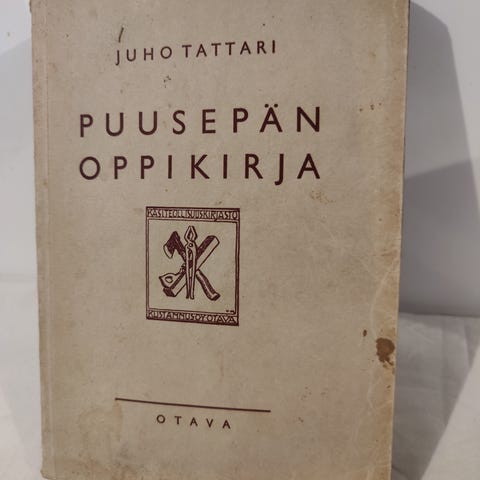 JUHO TATTARI
PUUSEPÄN
OPPIKIRJA
KÄSITEOLLISUUSKIRJASTO
KUSTANNUSOY·OTAVA
OTAVA